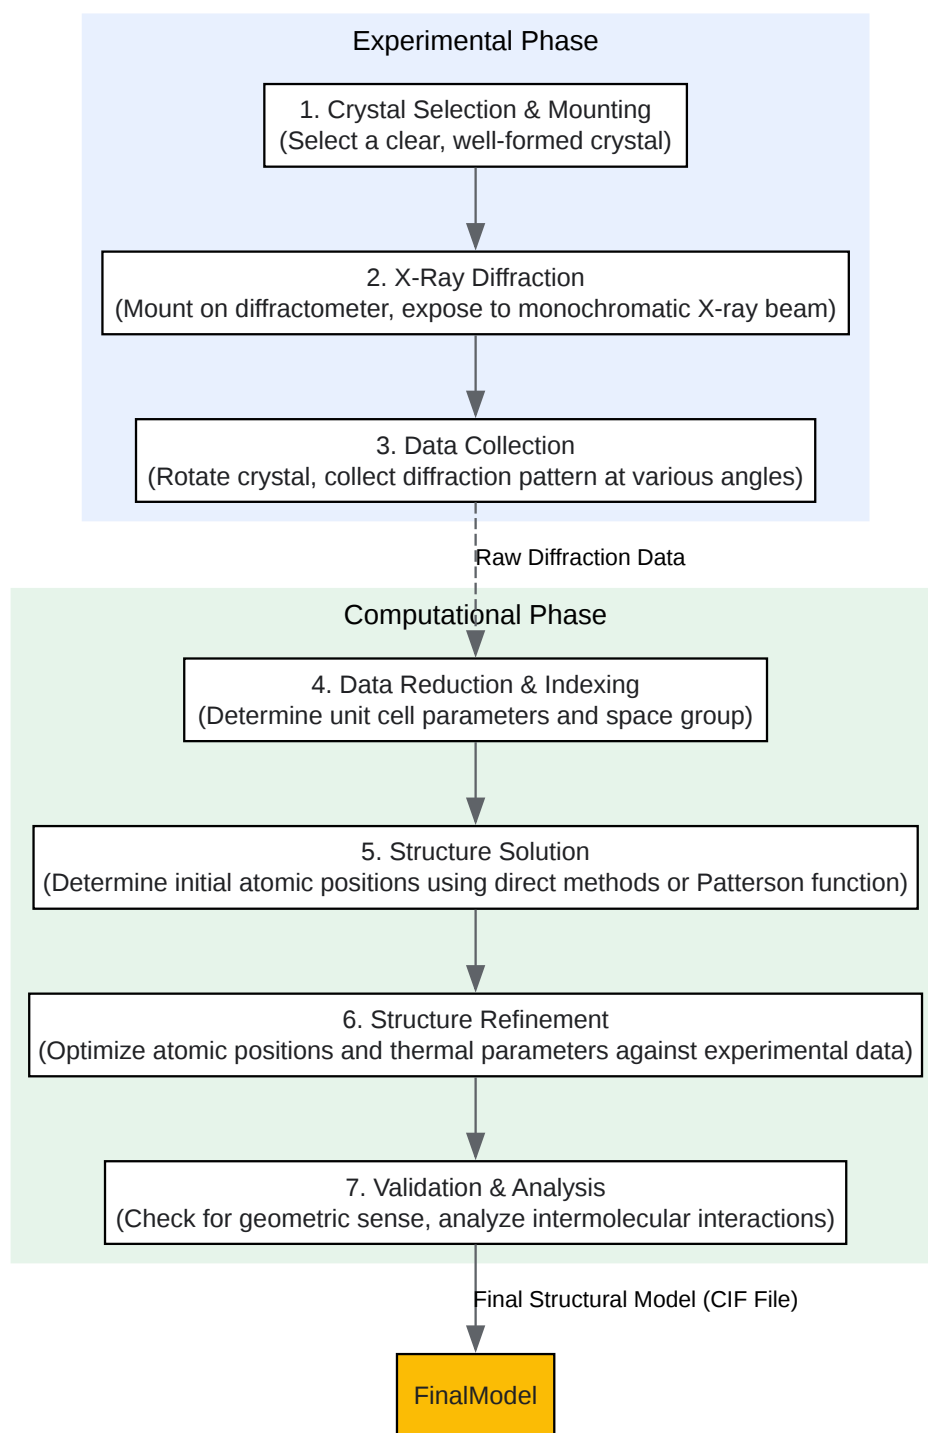 Experimental Phase
1. Crystal Selection & Mounting
(Select a clear, well-formed crystal)
2. X-Ray Diffraction
(Mount on diffractometer, expose to monochromatic X-ray beam)
3. Data Collection
(Rotate crystal, collect diffraction pattern at various angles)
Raw Diffraction Data
Computational Phase
4. Data Reduction & Indexing
(Determine unit cell parameters and space group)
5. Structure Solution
(Determine initial atomic positions using direct methods or Patterson function)
6. Structure Refinement
(Optimize atomic positions and thermal parameters against experimental data)
7. Validation & Analysis
(Check for geometric sense, analyze intermolecular interactions)
Final Structural Model (CIF File)
FinalModel